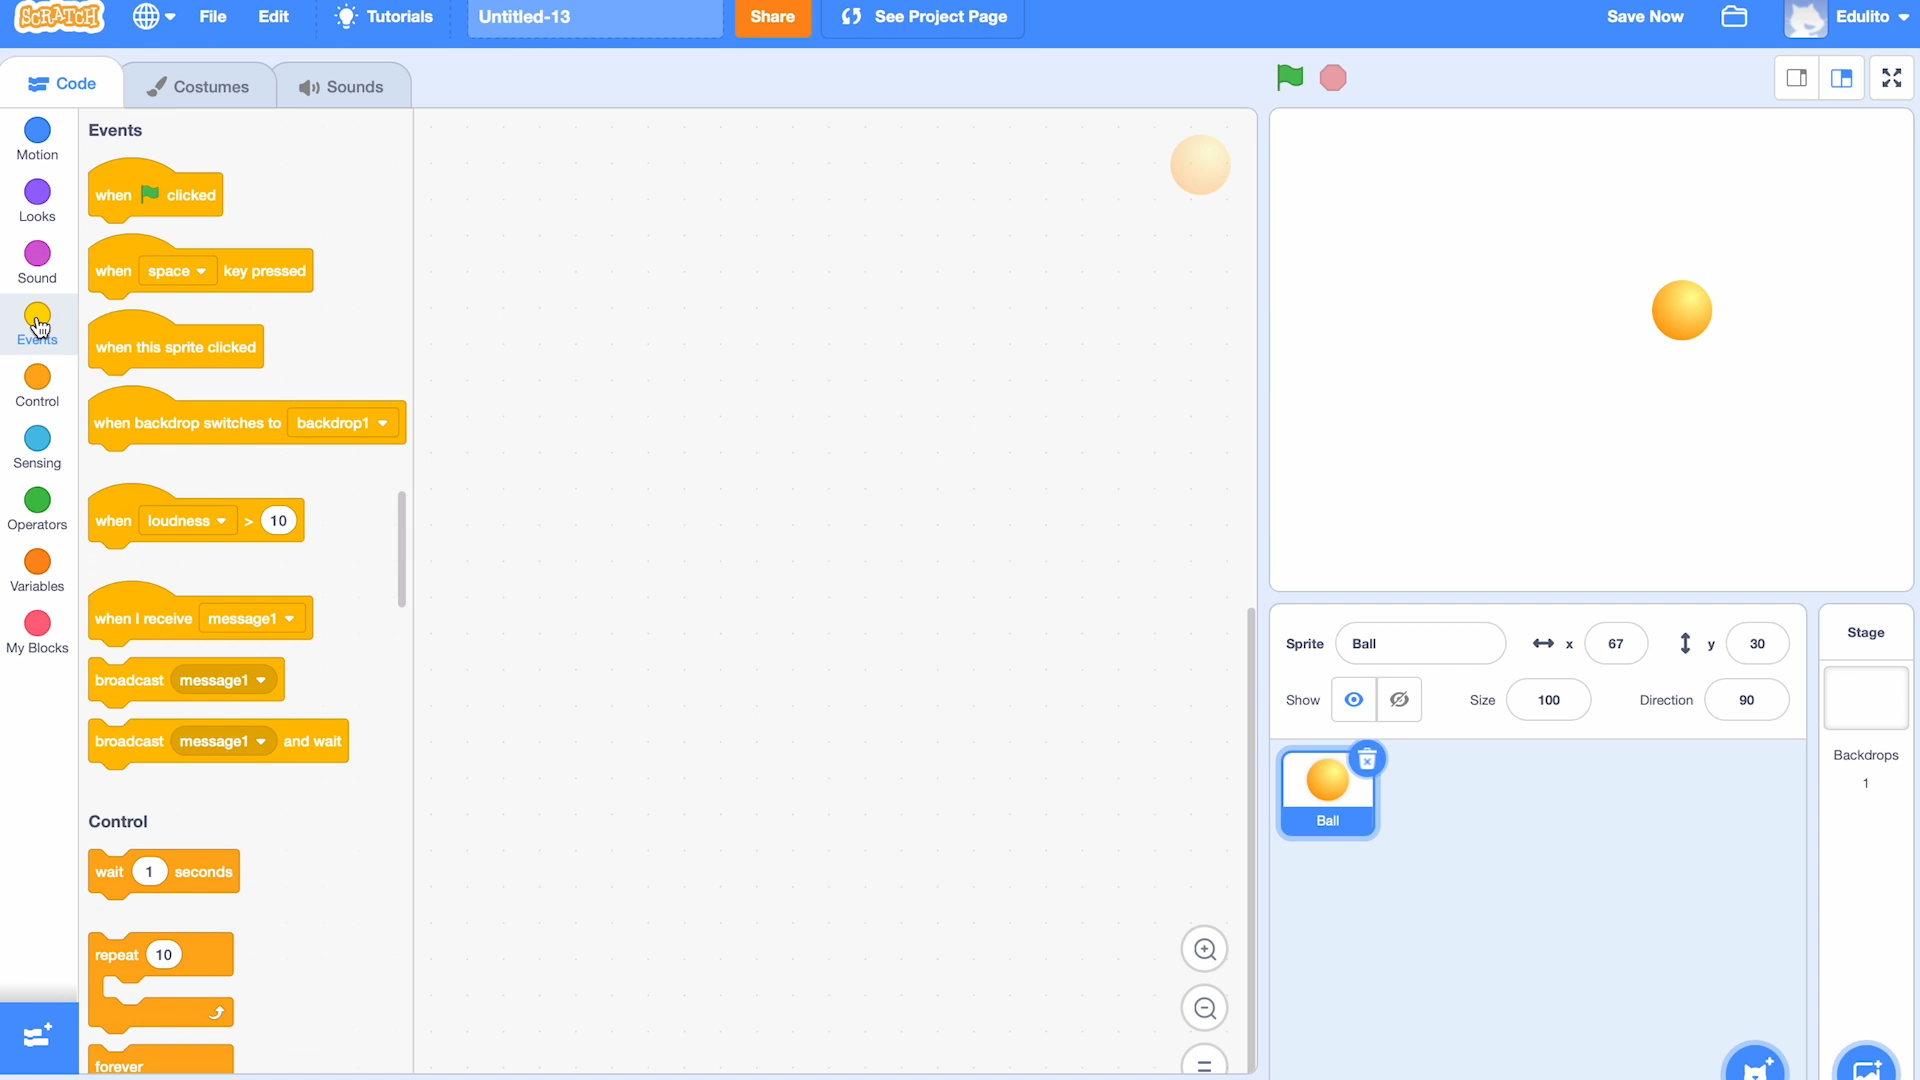 SCRATCH File Edit Tutorials Untitled-13 Share See Project Page Save Now Edulito
Code Costumes Sounds
Motion
Looks
Sound
Events
Control
Sensing
Operators
Variables
My Blocks
Events
when clicked
when space key pressed
when this sprite clicked
when backdrop switches to backdrop1
when loudness > 10
when I receive message1
broadcast message1
broadcast message1 and wait
Control
wait 1 seconds
repeat 10
forever
Sprite Ball x 67 y 30
Show Size 100 Direction 90
Ball
Stage
Backdrops
1